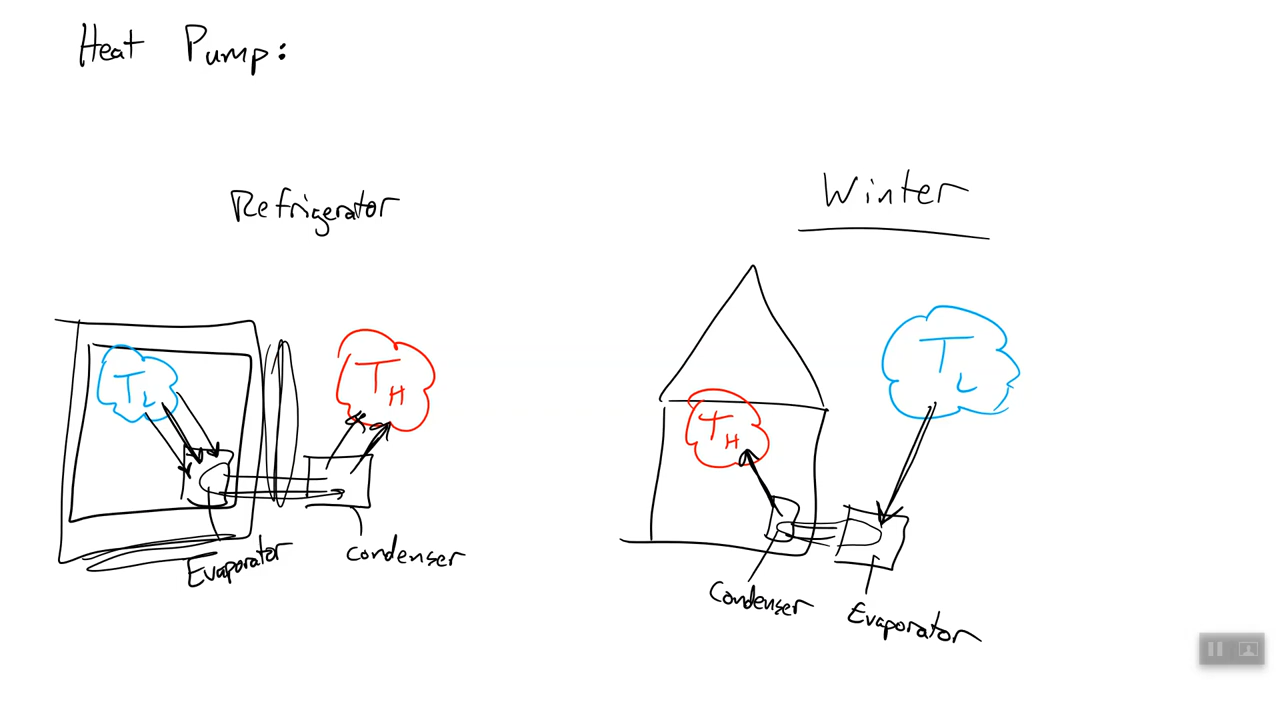 Heat Pump:
Refrigerator
Winter
T_L
T_H
Evaporator
Condenser
T_H
T_L
Condenser
Evaporator